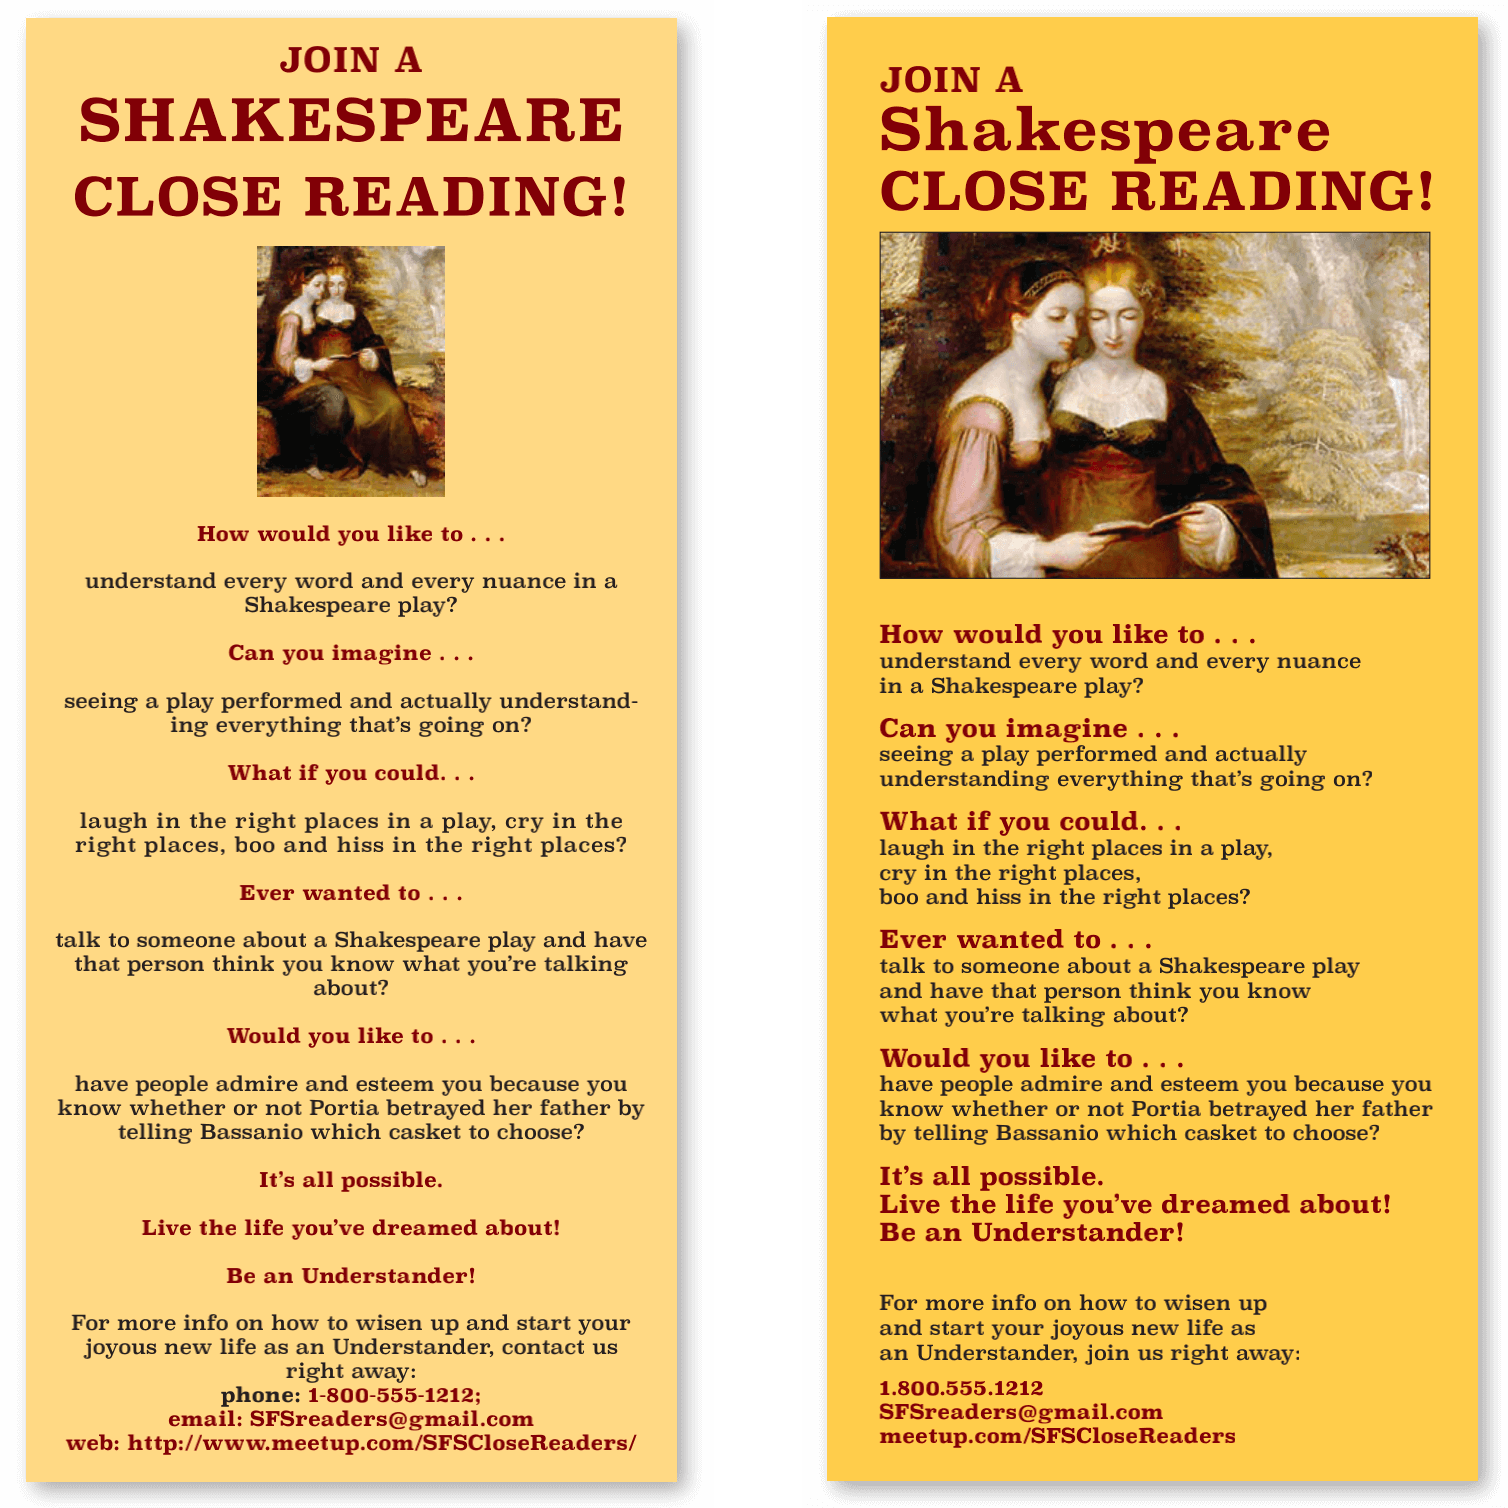 JOIN A
SHAKESPEARE
CLOSE READING!
How would you like to . . .
understand every word and every nuance in a
Shakespeare play?
Can you imagine . . .
seeing a play performed and actually understand-
ing everything that's going on?
What if you could. . .
laugh in the right places in a play, cry in the
right places, boo and hiss in the right places?
Ever wanted to . . .
talk to someone about a Shakespeare play and have
that person think you know what you're talking
about?
Would you like to . . .
have people admire and esteem you because you
know whether or not Portia betrayed her father by
telling Bassanio which casket to choose?
It's all possible.
Live the life you've dreamed about!
Be an Understander!
For more info on how to wisen up and start your
joyous new life as an Understander, contact us
right away:
phone: 1-800-555-1212;
email: SFSreaders@gmail.com
web: http://www.meetup.com/SFSCloseReaders/
JOIN A
Shakespeare
CLOSE READING!
How would you like to . . .
understand every word and every nuance
in a Shakespeare play?
Can you imagine . . .
seeing a play performed and actually
understanding everything that's going on?
What if you could. . .
laugh in the right places in a play,
cry in the right places,
boo and hiss in the right places?
Ever wanted to . . .
talk to someone about a Shakespeare play
and have that person think you know
what you're talking about?
Would you like to . . .
have people admire and esteem you because you
know whether or not Portia betrayed her father
by telling Bassanio which casket to choose?
It's all possible.
Live the life you've dreamed about!
Be an Understander!
For more info on how to wisen up
and start your joyous new life as
an Understander, join us right away:
1.800.555.1212
SFSreaders@gmail.com
meetup.com/SFSCloseReaders